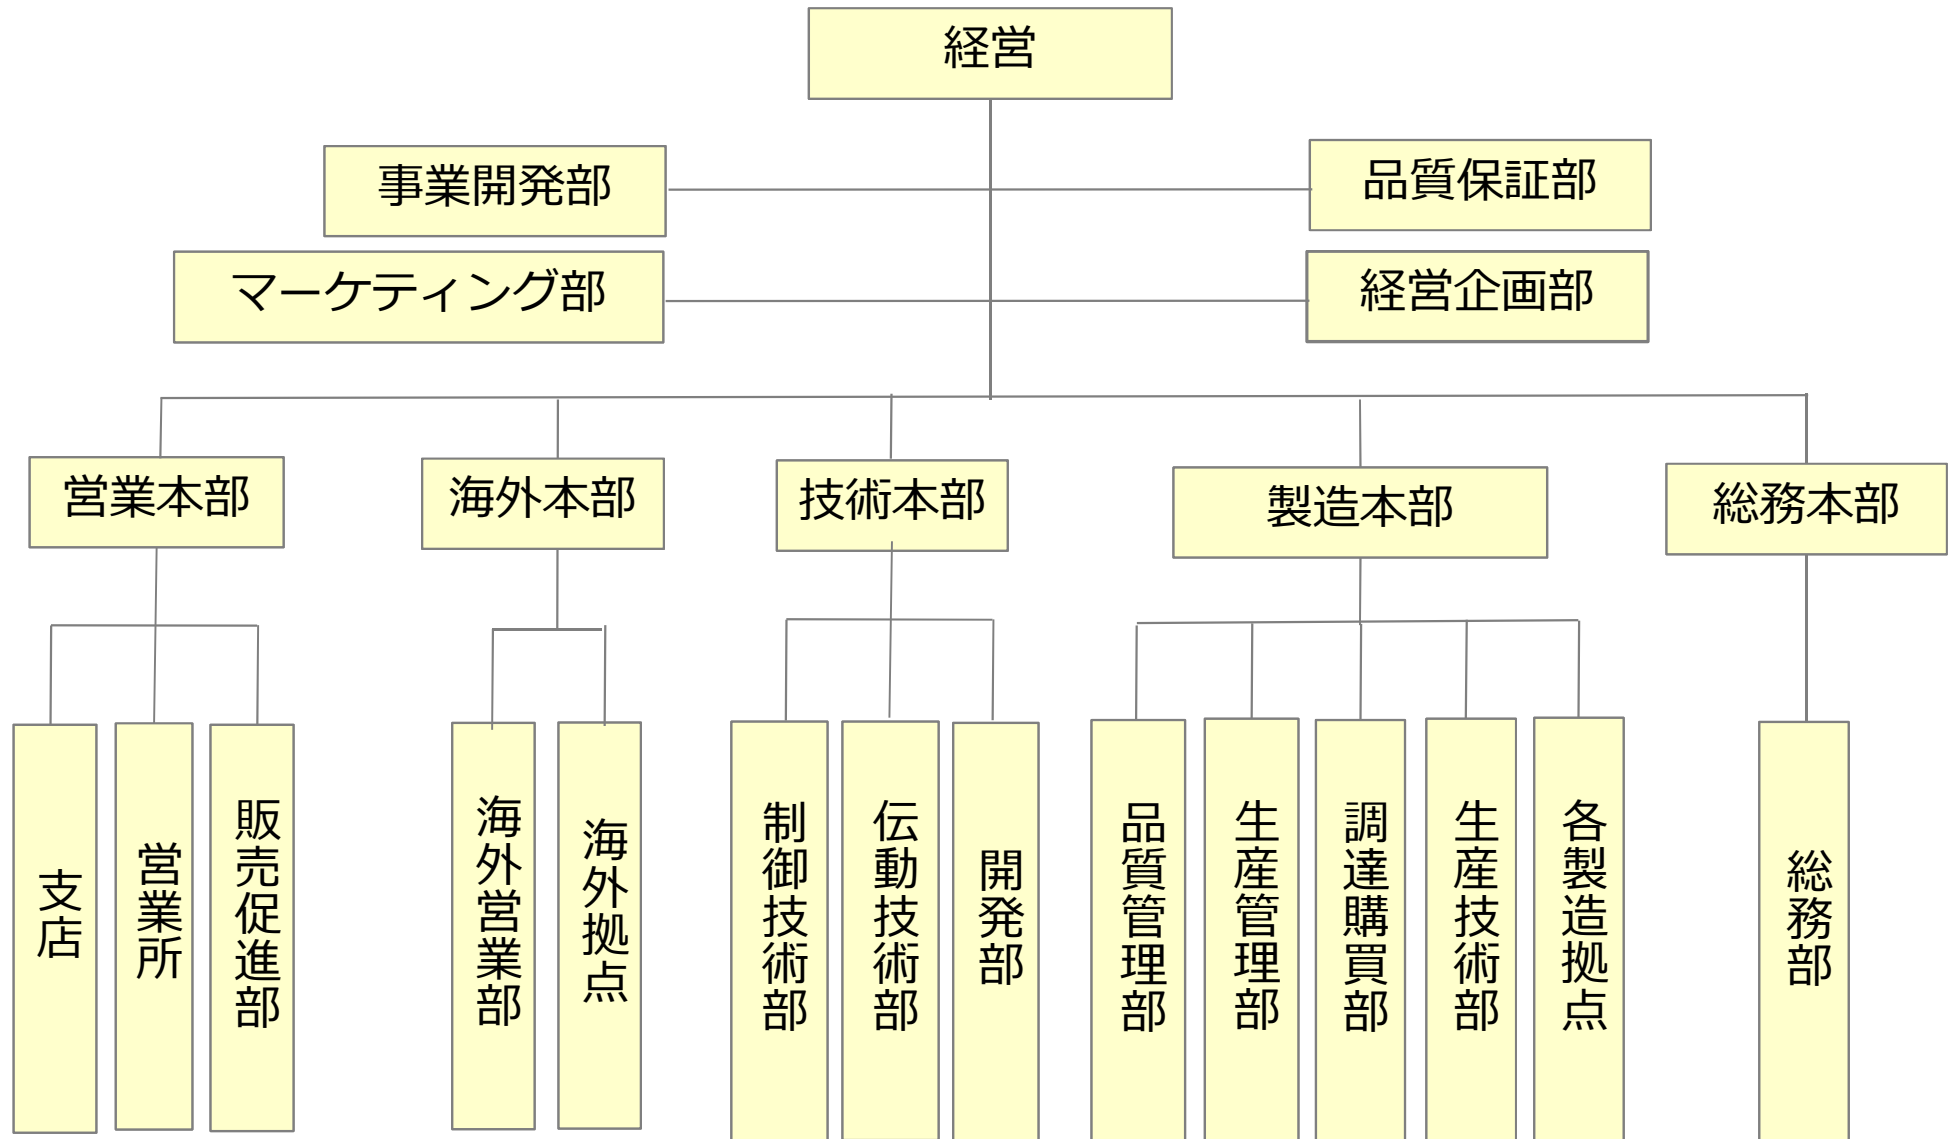 経営
事業開発部
品質保証部
マーケティング部
経営企画部
営業本部
海外本部
技術本部
製造本部
総務本部
支店
営業所
販売促進部
海外営業部
海外拠点
制御技術部
伝動技術部
開発部
品質管理部
生産管理部
調達購買部
生産技術部
各製造拠点
総務部